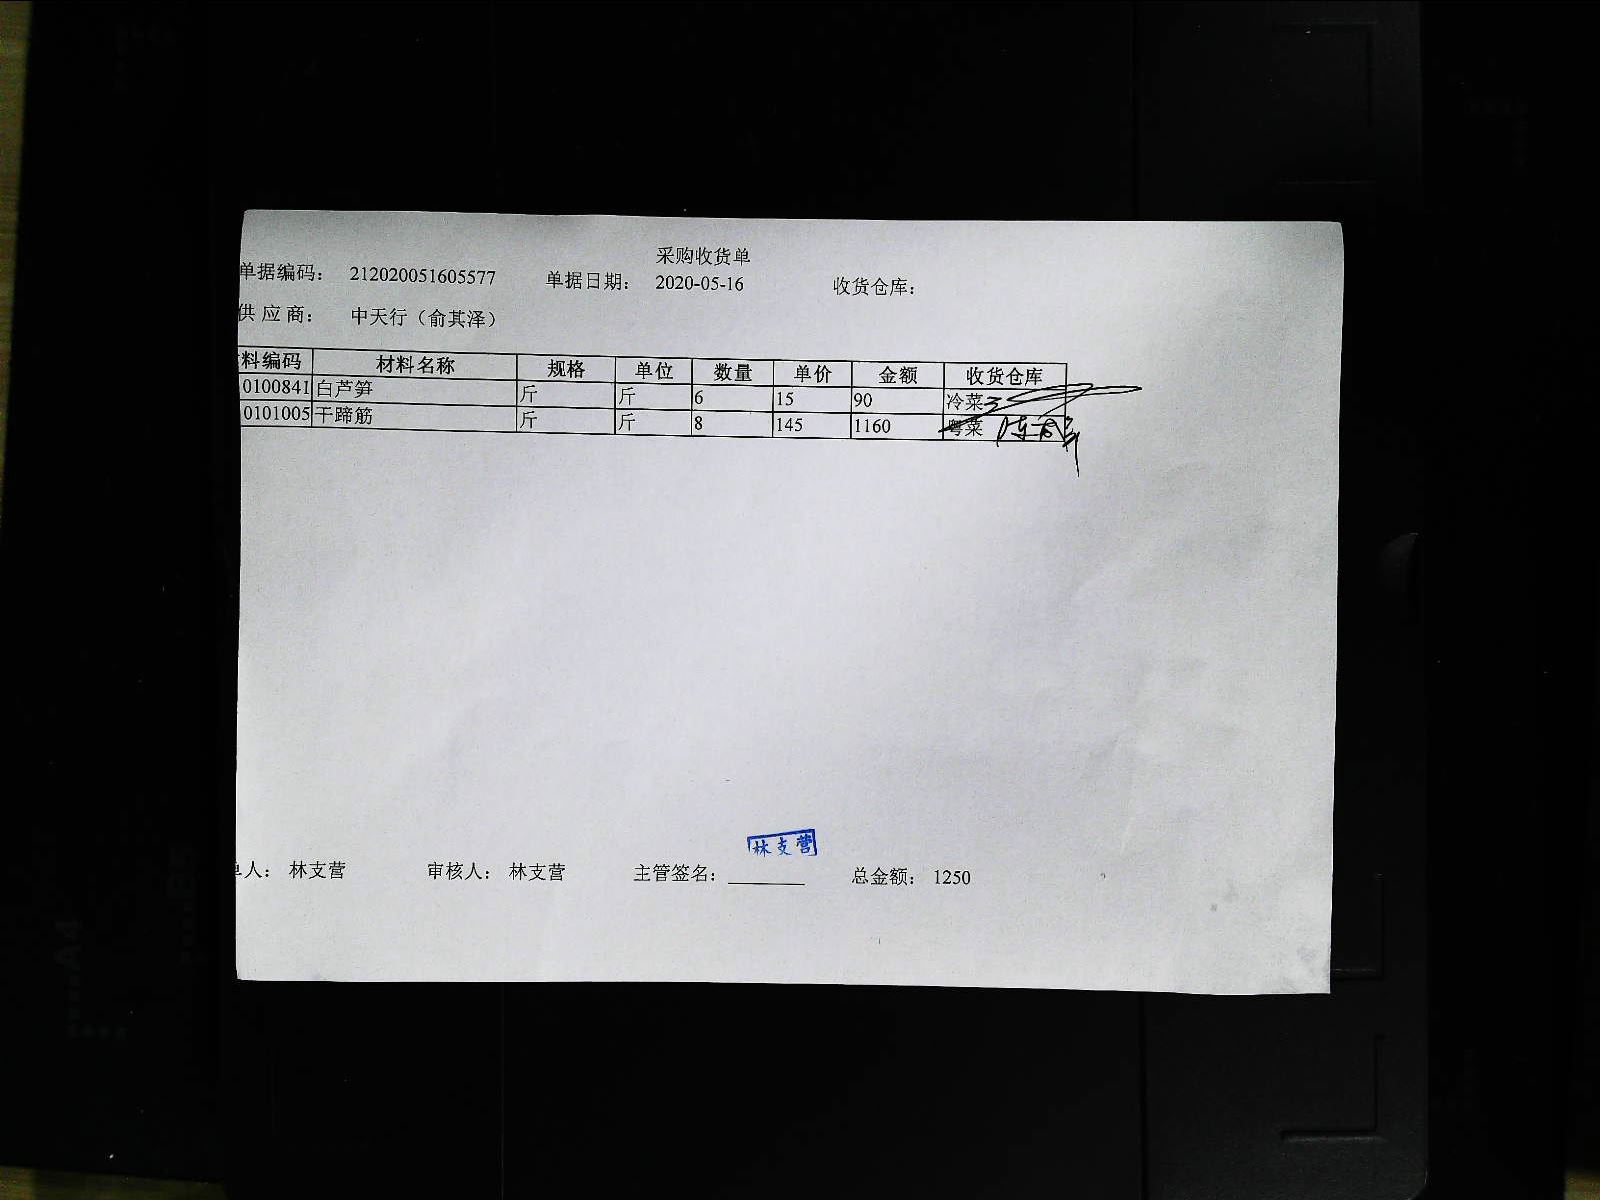 采购收货单
单据编码： 212020051605577 单据日期： 2020-05-16 收货仓库：
供 应 商： 中天行（俞其泽）
料编码 材料名称 规格 单位 数量 单价 金额 收货仓库
0100841 白芦笋 斤 斤 6 15 90 冷菜
0101005 干蹄筋 斤 斤 8 145 1160 粤菜
林支营
单人： 林支营 审核人： 林支营 主管签名： 总金额： 1250